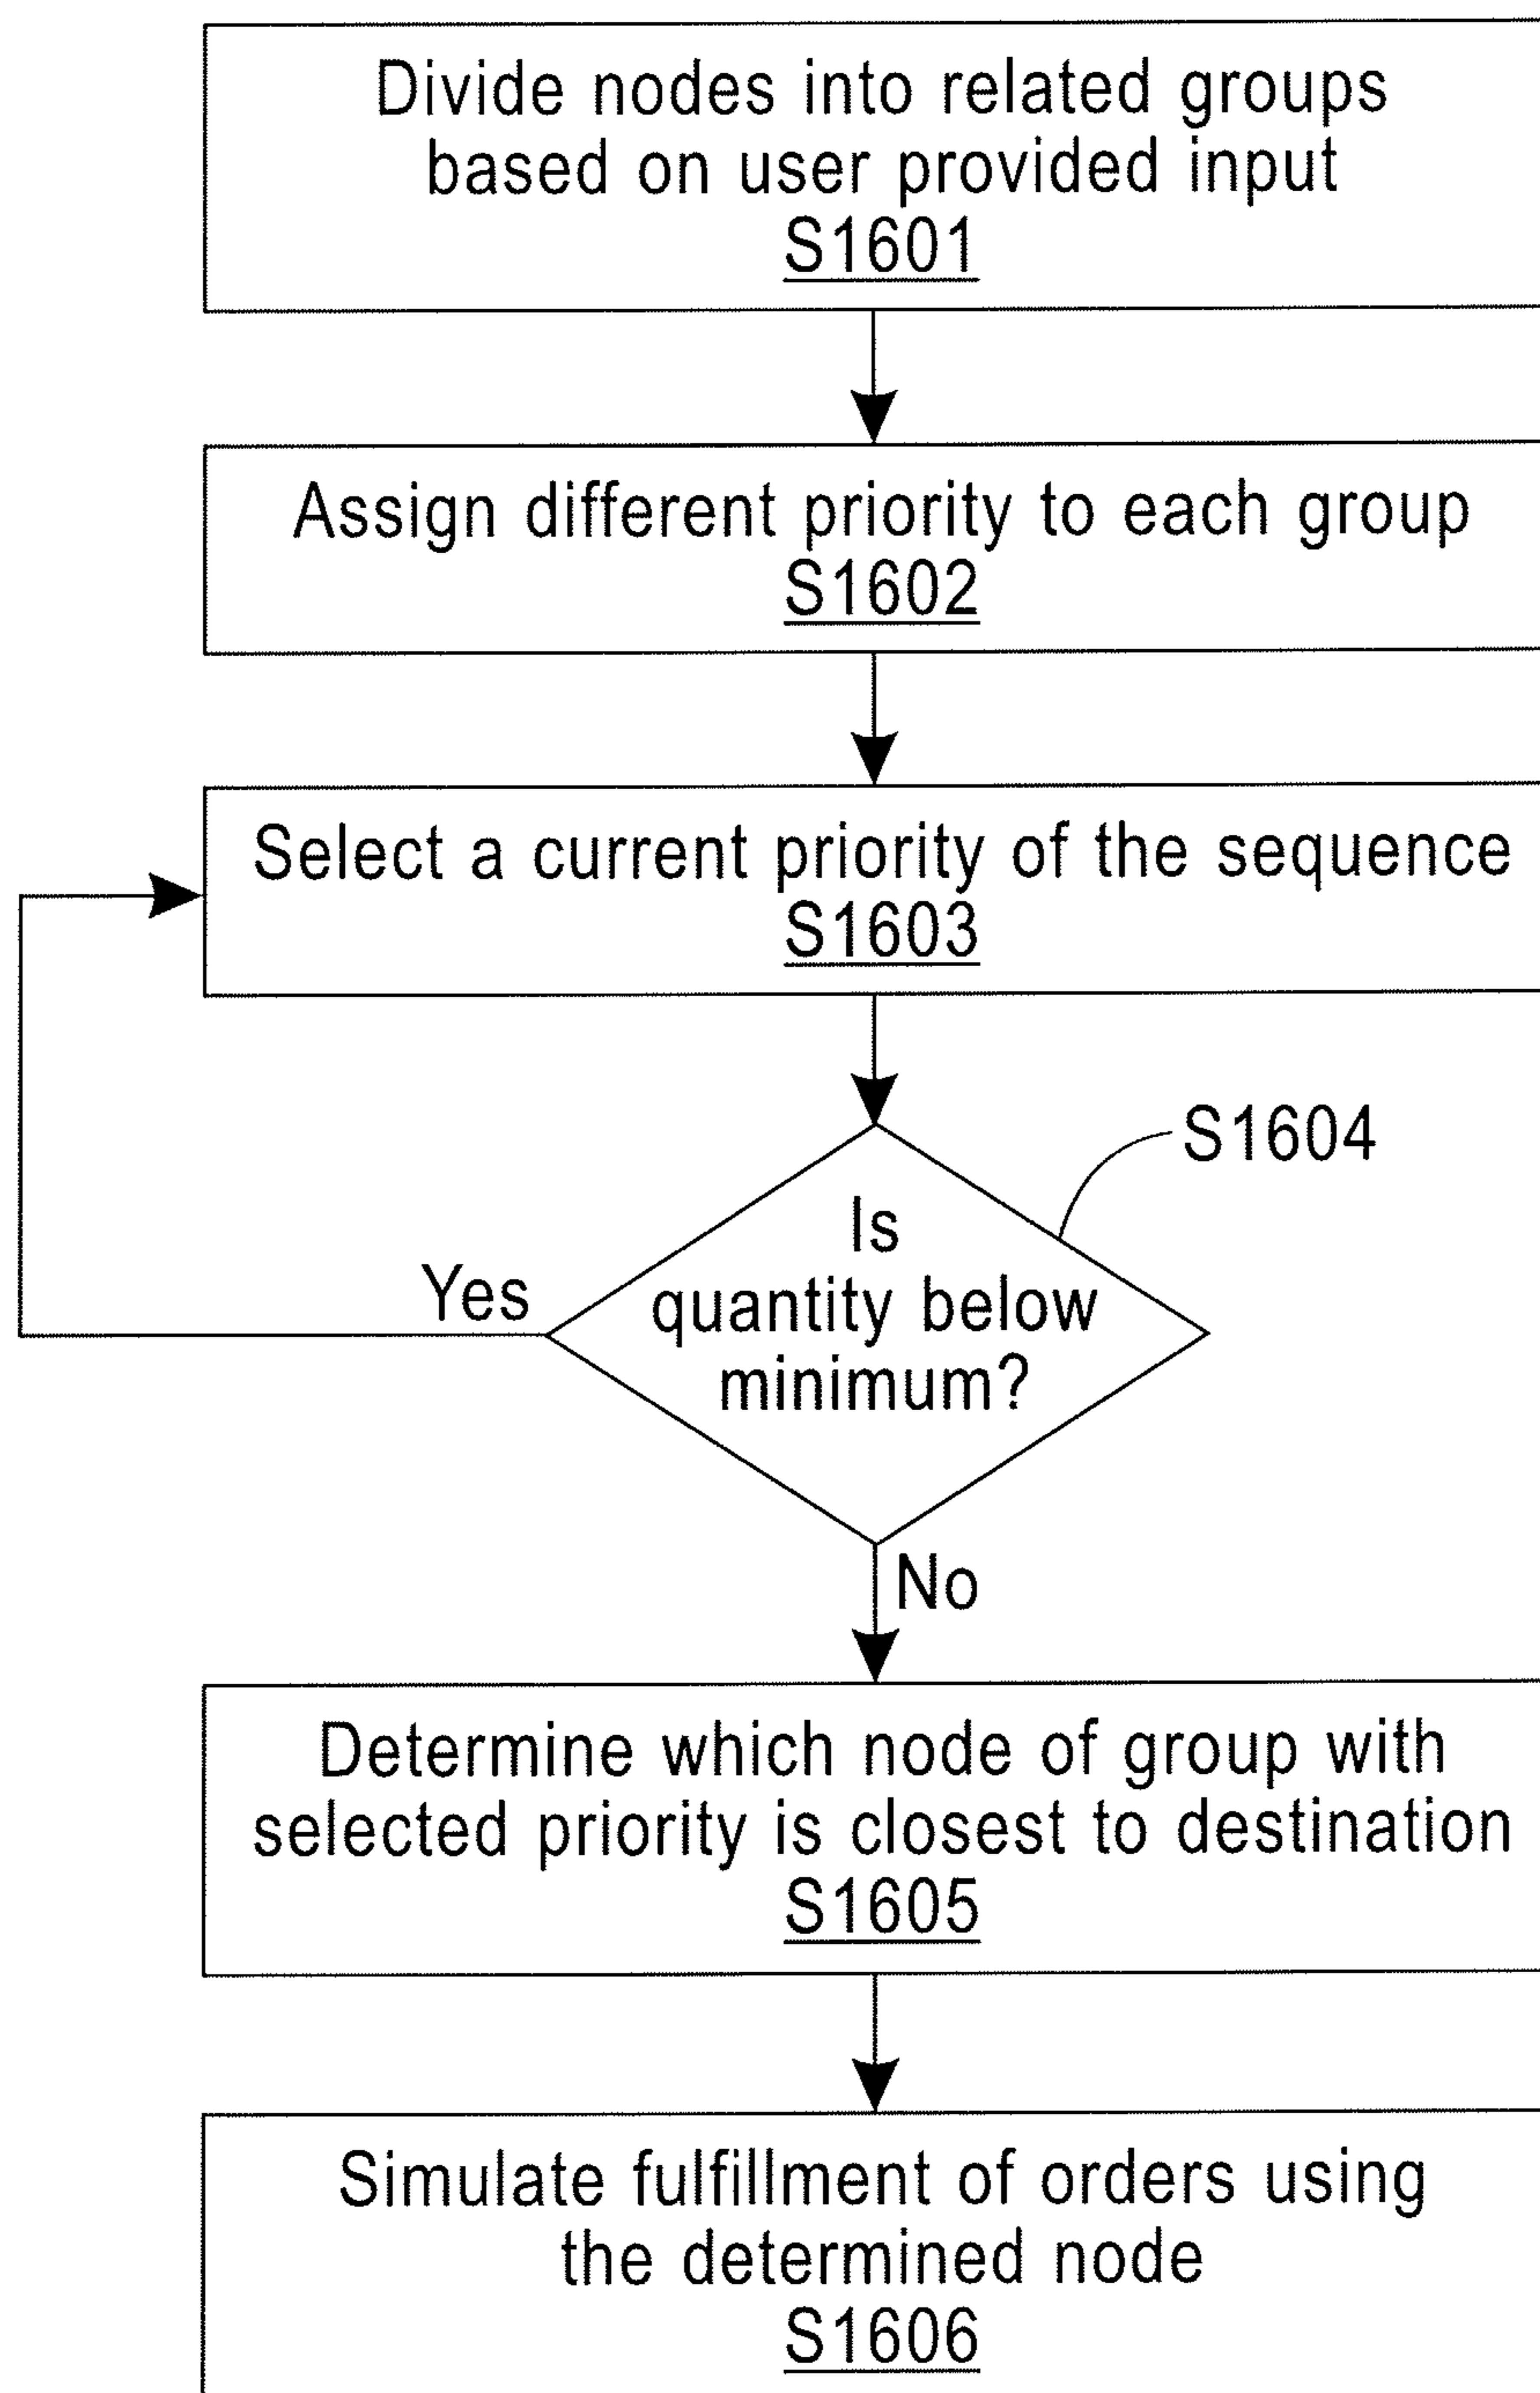 Divide nodes into related groups
based on user provided input
S1601
Assign different priority to each group
S1602
Select a current priority of the sequence
S1603
S1604
Is
quantity below
minimum?
Yes
No
Determine which node of group with
selected priority is closest to destination
S1605
Simulate fulfillment of orders using
the determined node
S1606